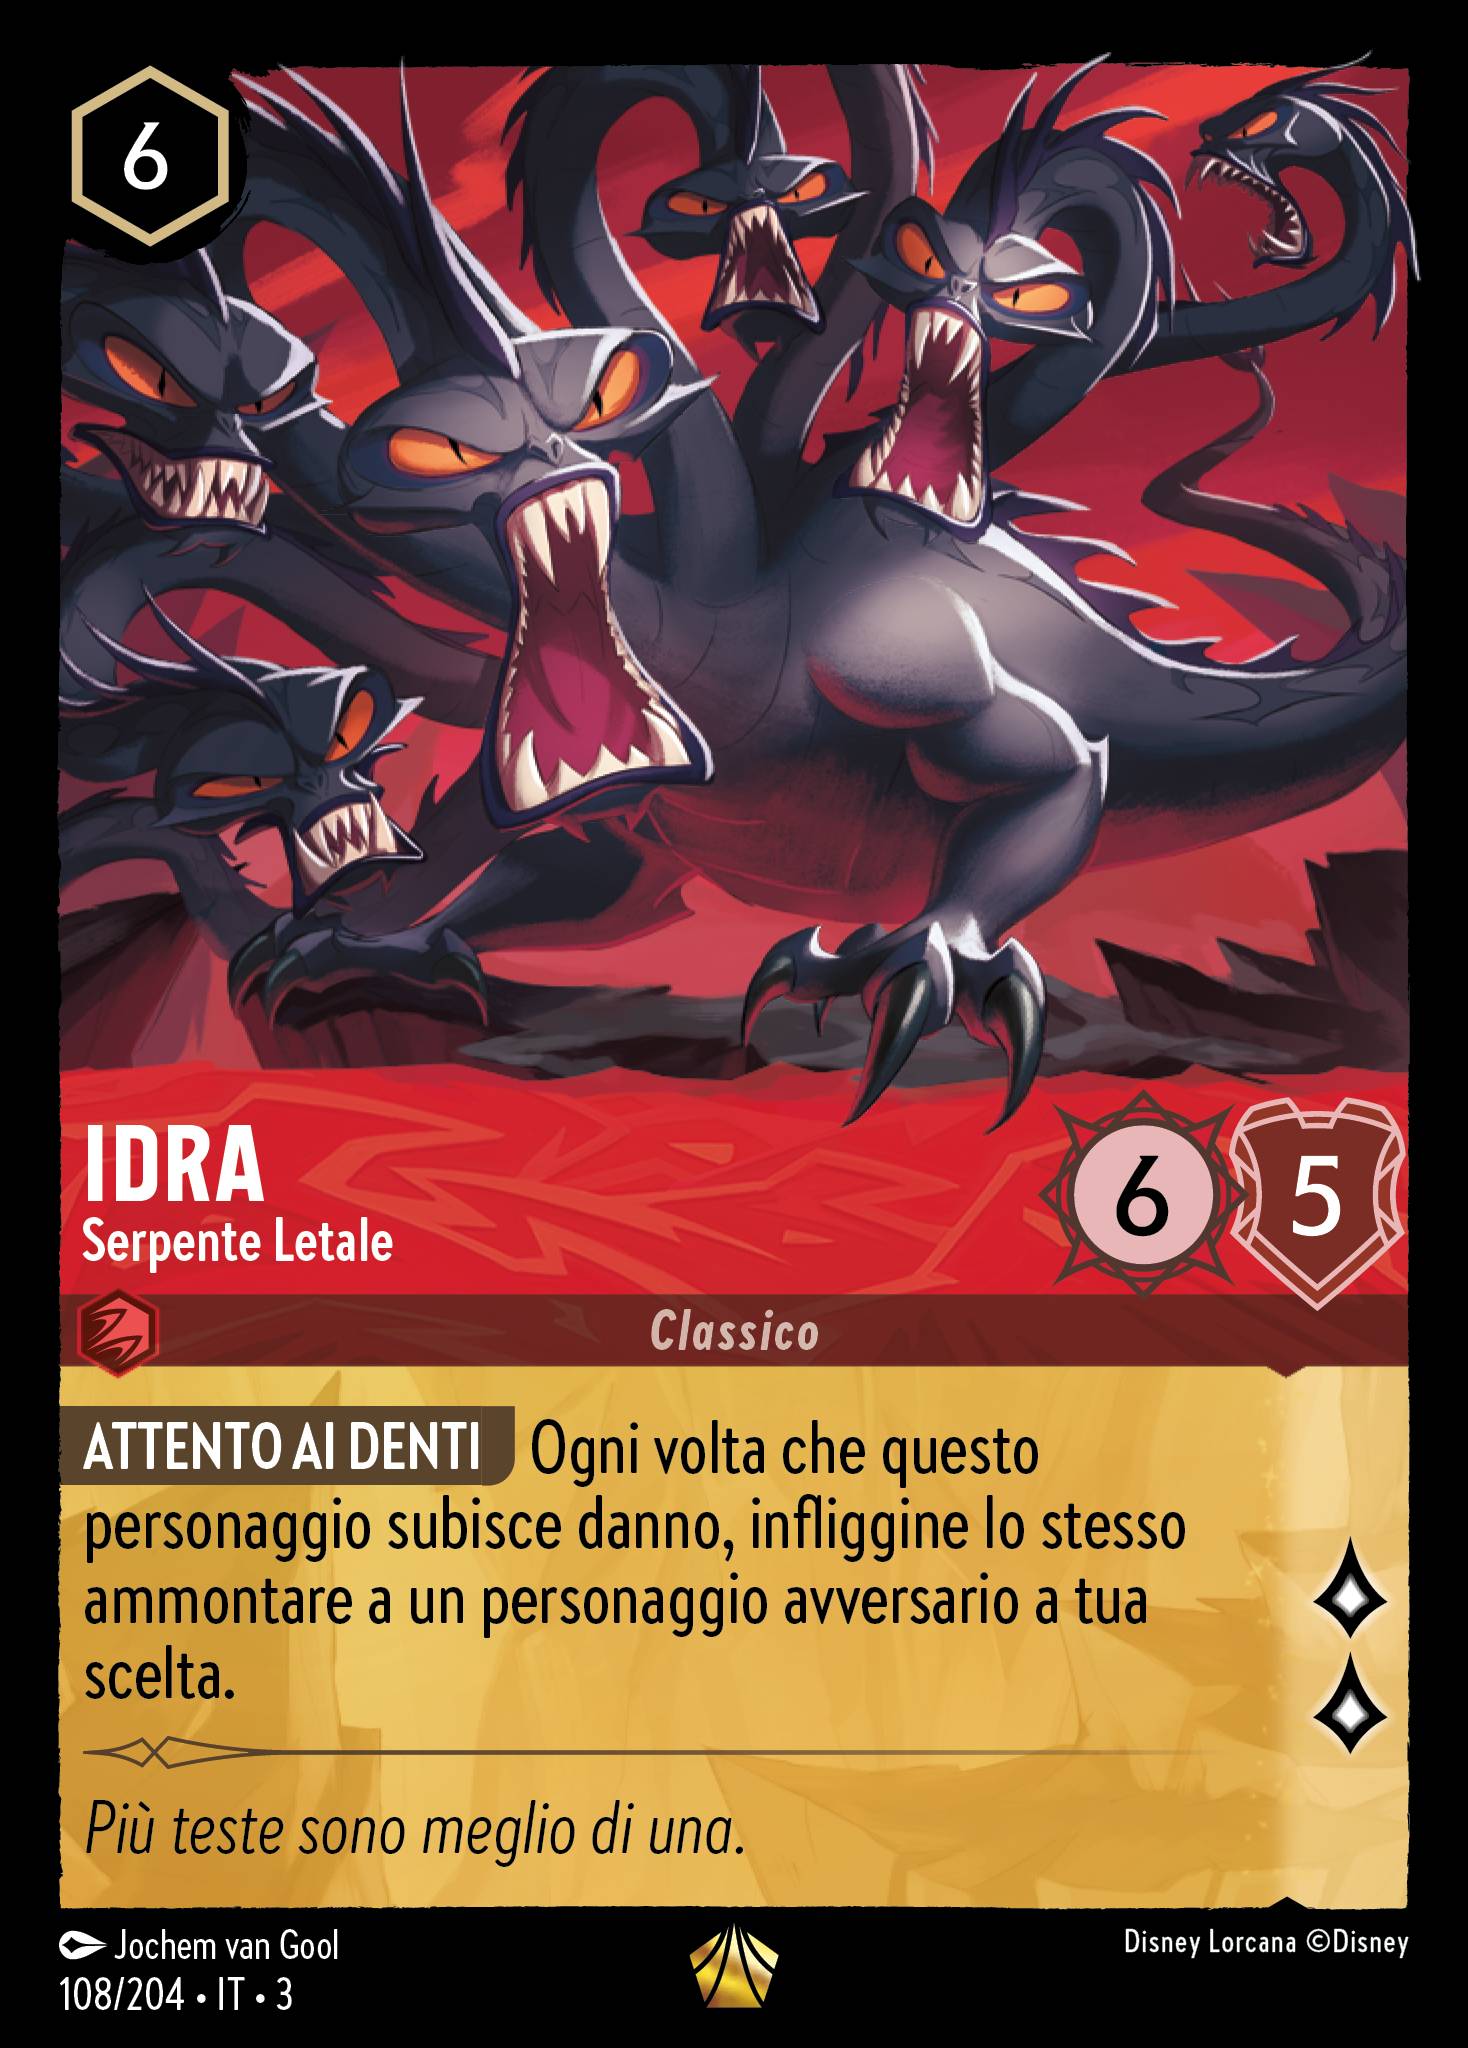 6
IDRA
Serpente Letale
6
5
Classico
ATTENTO AI DENTI Ogni volta che questo
personaggio subisce danno, infliggine lo stesso
ammontare a un personaggio avversario a tua
scelta.
Più teste sono meglio di una.
Jochem van Gool
108/204 • IT • 3
Disney Lorcana ©Disney